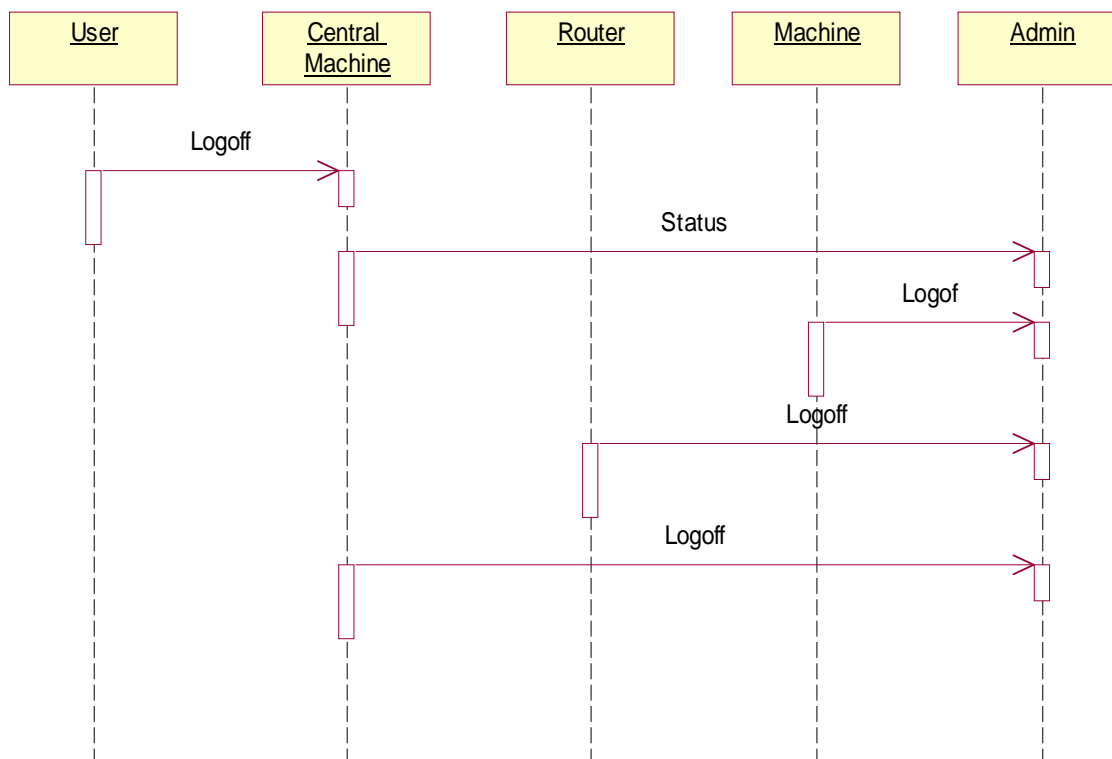 User
Central
Machine
Router
Machine
Admin
Logoff
Status
Logof
Logoff
Logoff